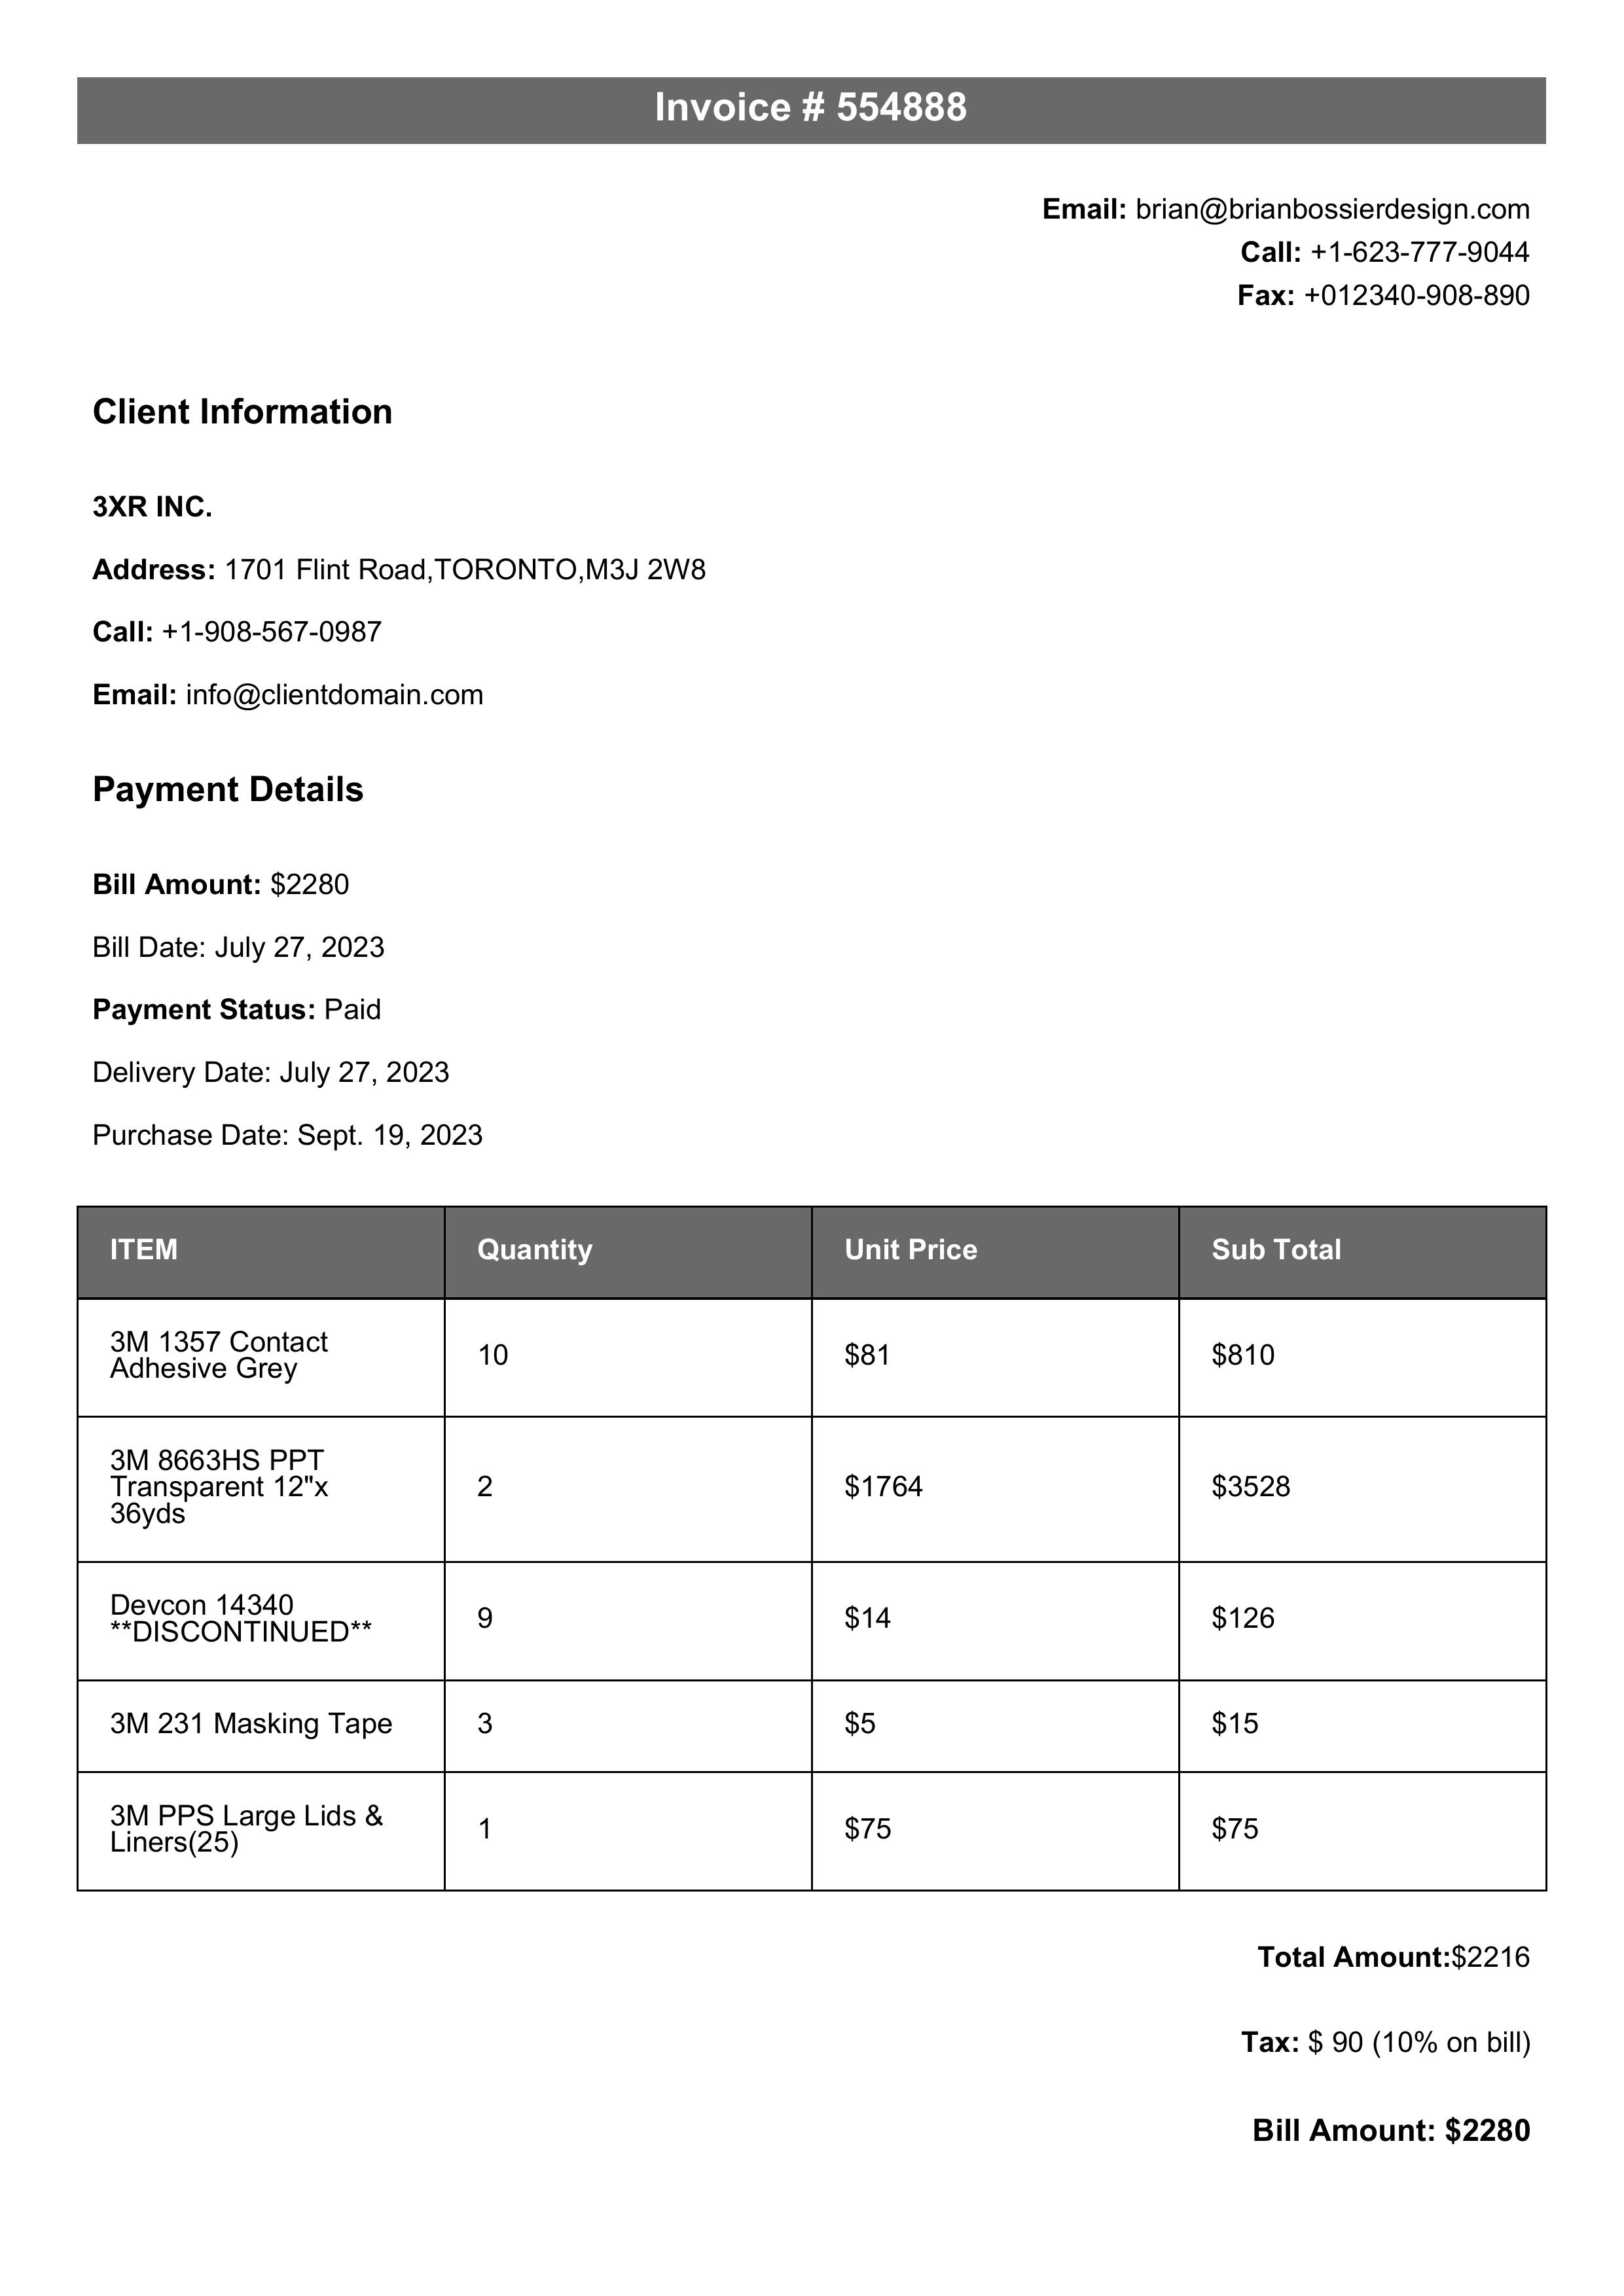 Invoice # 554888
Email: brian@brianbossierdesign.com
Call: +1-623-777-9044
Fax: +012340-908-890
Client Information
3XR INC.
Address: 1701 Flint Road,TORONTO,M3J 2W8
Call: +1-908-567-0987
Email: info@clientdomain.com
Payment Details
Bill Amount: $2280
Bill Date: July 27, 2023
Payment Status: Paid
Delivery Date: July 27, 2023
Purchase Date: Sept. 19, 2023
ITEM Quantity Unit Price Sub Total
3M 1357 Contact
Adhesive Grey 10 $81 $810
3M 8663HS PPT
Transparent 12"x 2 $1764 $3528
36yds
Devcon 14340
**DISCONTINUED** 9 $14 $126
3M 231 Masking Tape 3 $5 $15
3M PPS Large Lids &
Liners(25) 1 $75 $75
Total Amount:$2216
Tax: $ 90 (10% on bill)
Bill Amount: $2280